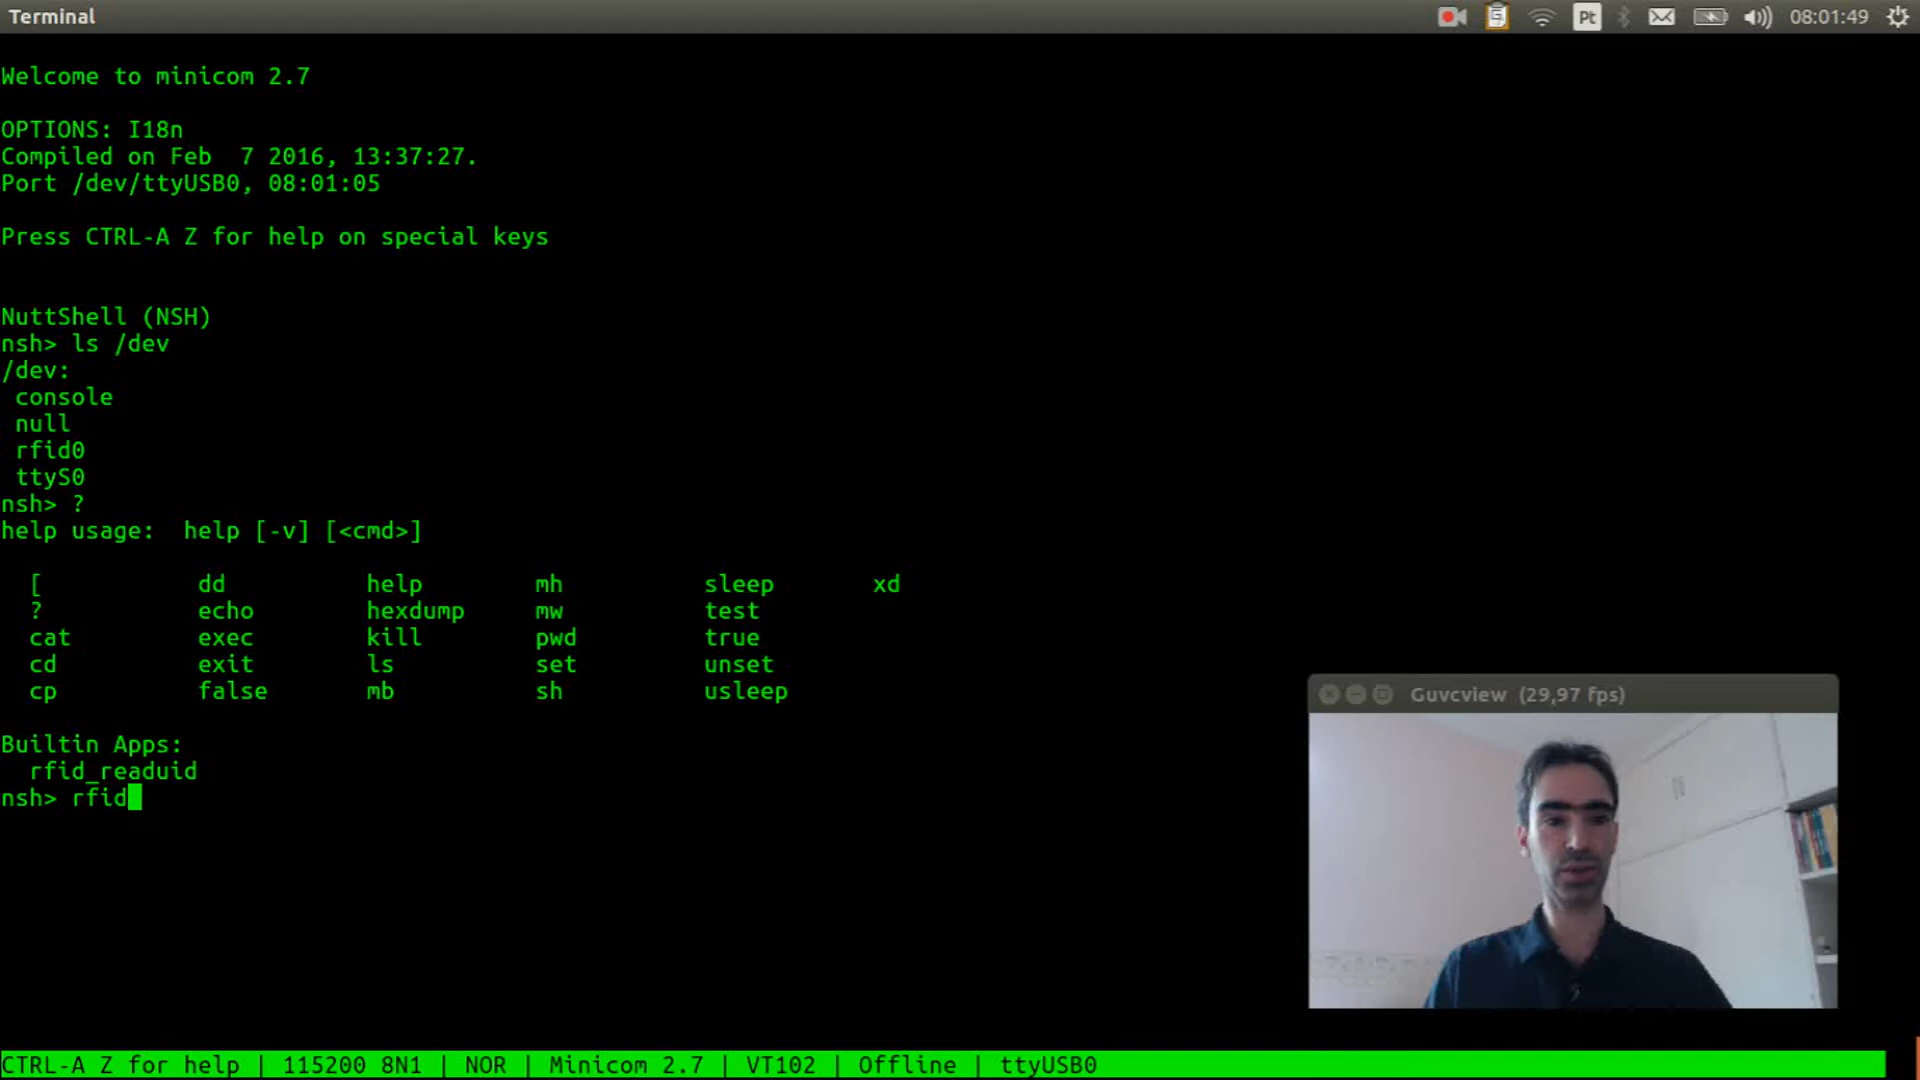 Terminal
Pt
08:01:49
Welcome to minicom 2.7
OPTIONS: I18n
Compiled on Feb  7 2016, 13:37:27.
Port /dev/ttyUSB0, 08:01:05
Press CTRL-A Z for help on special keys
NuttShell (NSH)
nsh> ls /dev
/dev:
console
null
rfid0
ttyS0
nsh> ?
help usage:  help [-v] [<cmd>]
[ dd help mh sleep xd
? echo hexdump mw test
cat exec kill pwd true
cd exit ls set unset
cp false mb sh usleep
Builtin Apps:
rfid_readuid
nsh> rfid
Guvcview (29,97 fps)
CTRL-A Z for help | 115200 8N1 | NOR | Minicom 2.7 | VT102 | Offline | ttyUSB0